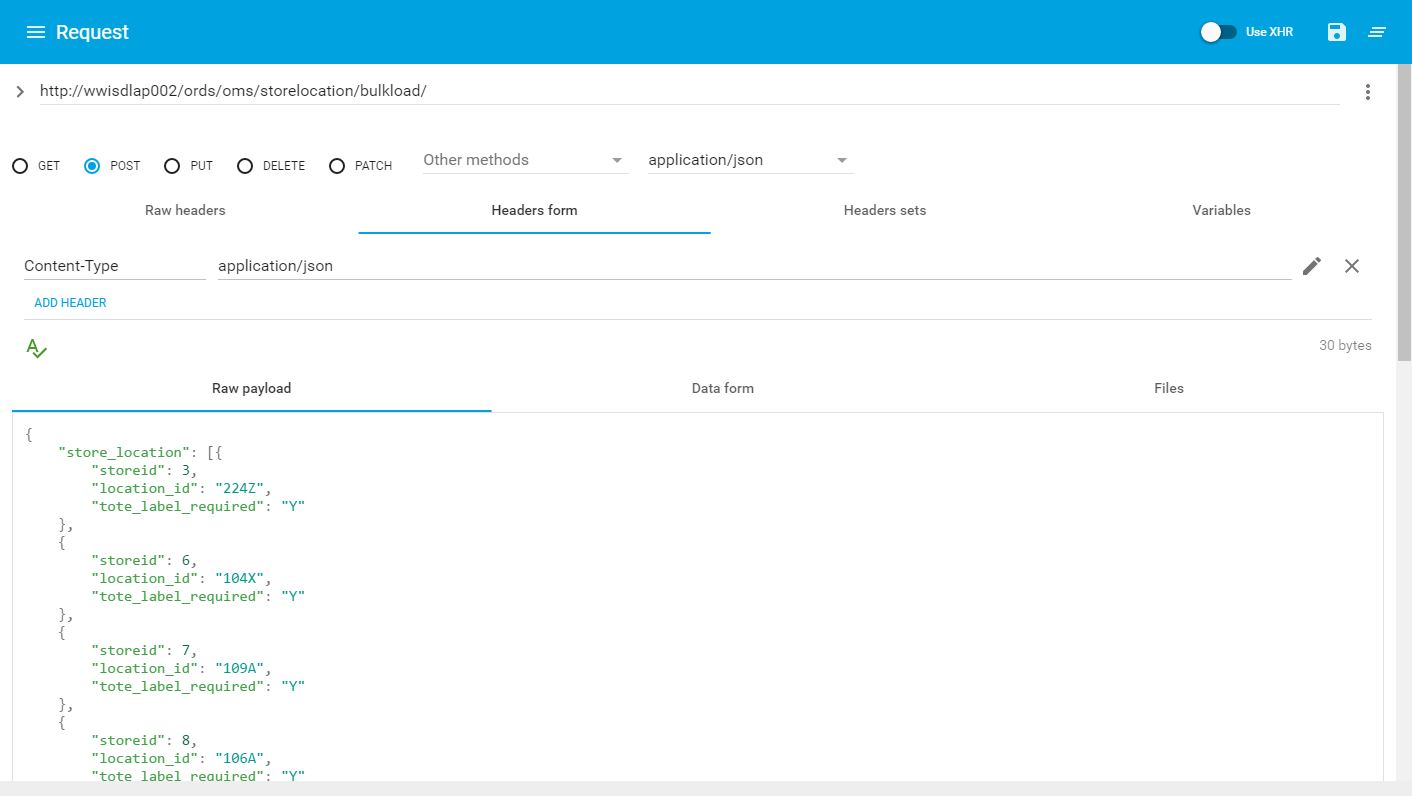 Request
Use XHR
http://wwisdlap002/ords/oms/storelocation/bulkload/
GET POST PUT DELETE PATCH Other methods application/json
Raw headers Headers form Headers sets Variables
Content-Type application/json
ADD HEADER
30 bytes
Raw payload Data form Files
{
"store_location": [{
"storeid": 3,
"location_id": "224Z",
"tote_label_required": "Y"
},
{
"storeid": 6,
"location_id": "104X",
"tote_label_required": "Y"
},
{
"storeid": 7,
"location_id": "109A",
"tote_label_required": "Y"
},
{
"storeid": 8,
"location_id": "106A",
"tote_label_required": "Y"